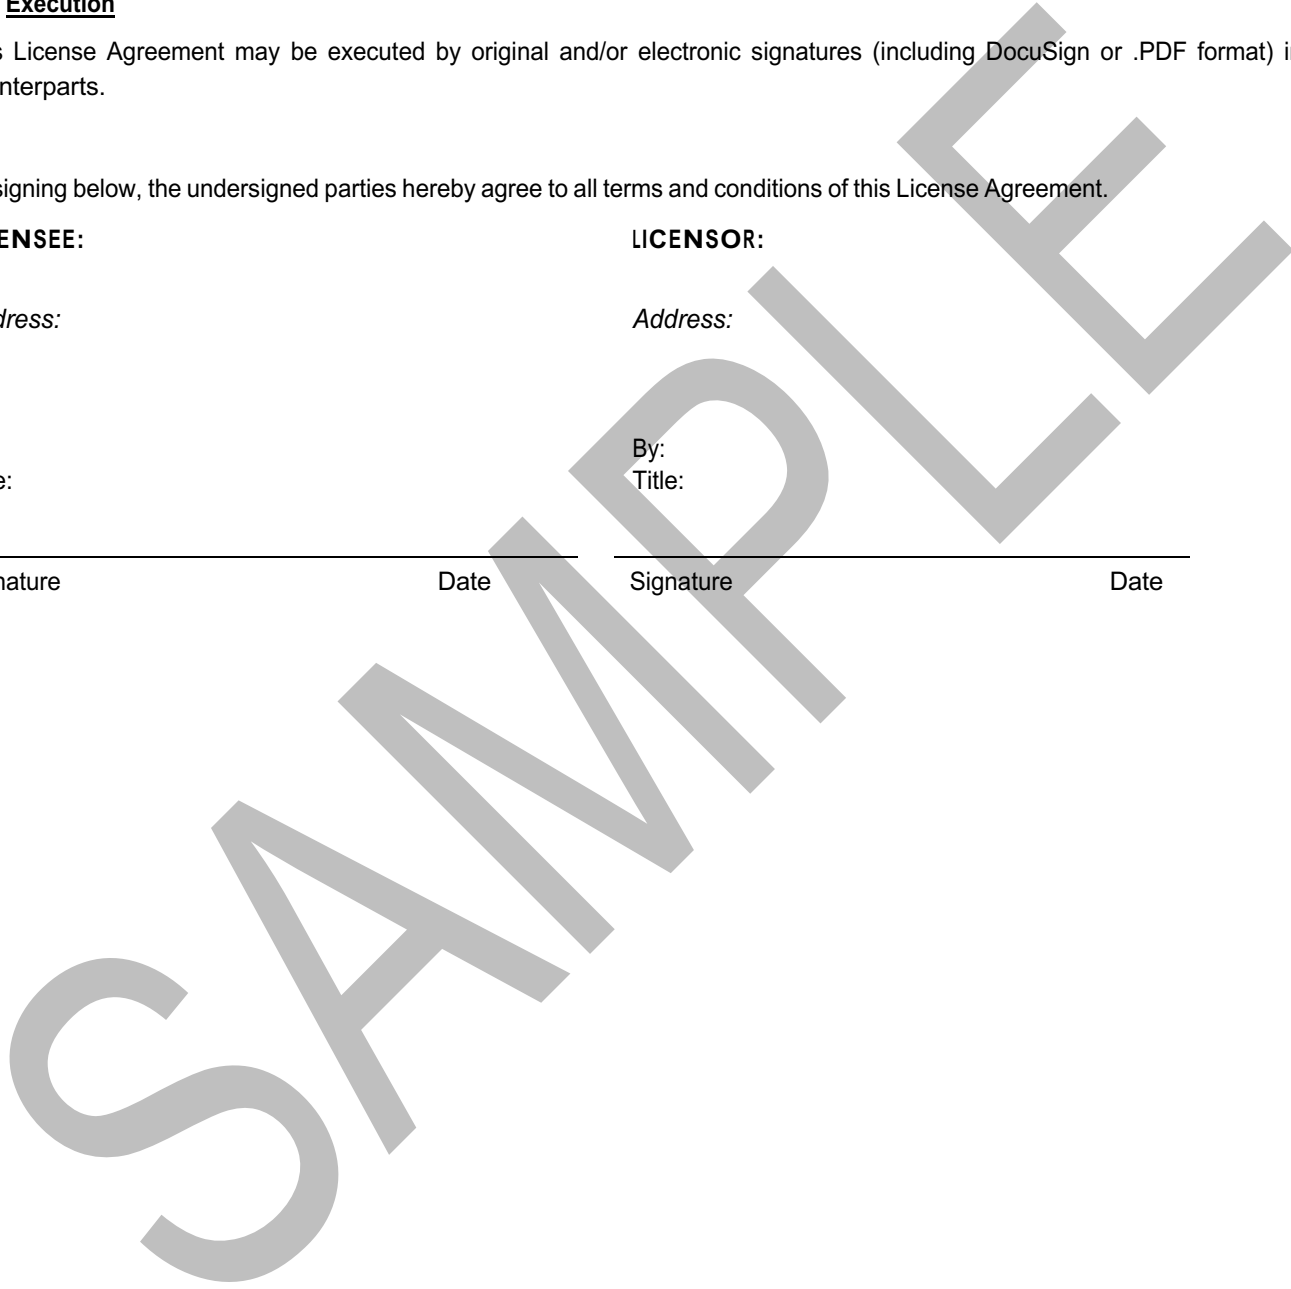 Execution
s License Agreement may be executed by original and/or electronic signatures (including DocuSign or .PDF format) in
nterparts.
signing below, the undersigned parties hereby agree to all terms and conditions of this License Agreement.
ENSEE: LICENSOR:
dress: Address:
By:
e: Title:
nature Date Signature Date
SAMPLE